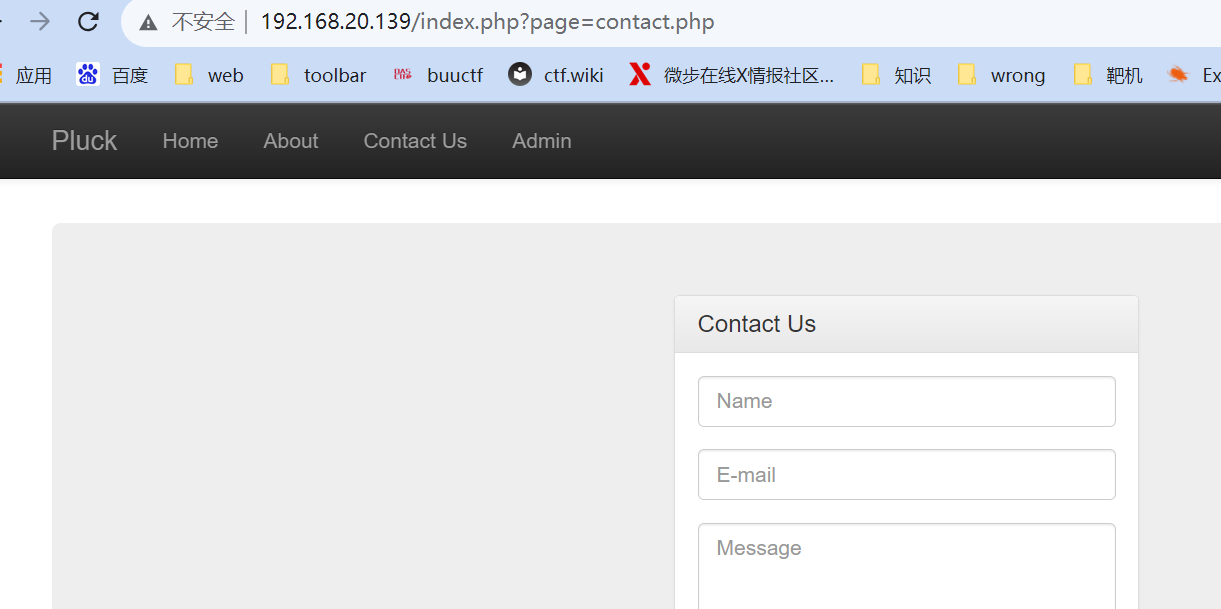 不安全 192.168.20.139/index.php?page=contact.php
应用 百度 web toolbar buuctf ctf.wiki 微步在线X情报社区... 知识 wrong 靶机 Ex
Pluck Home About Contact Us Admin
Contact Us
Name
E-mail
Message